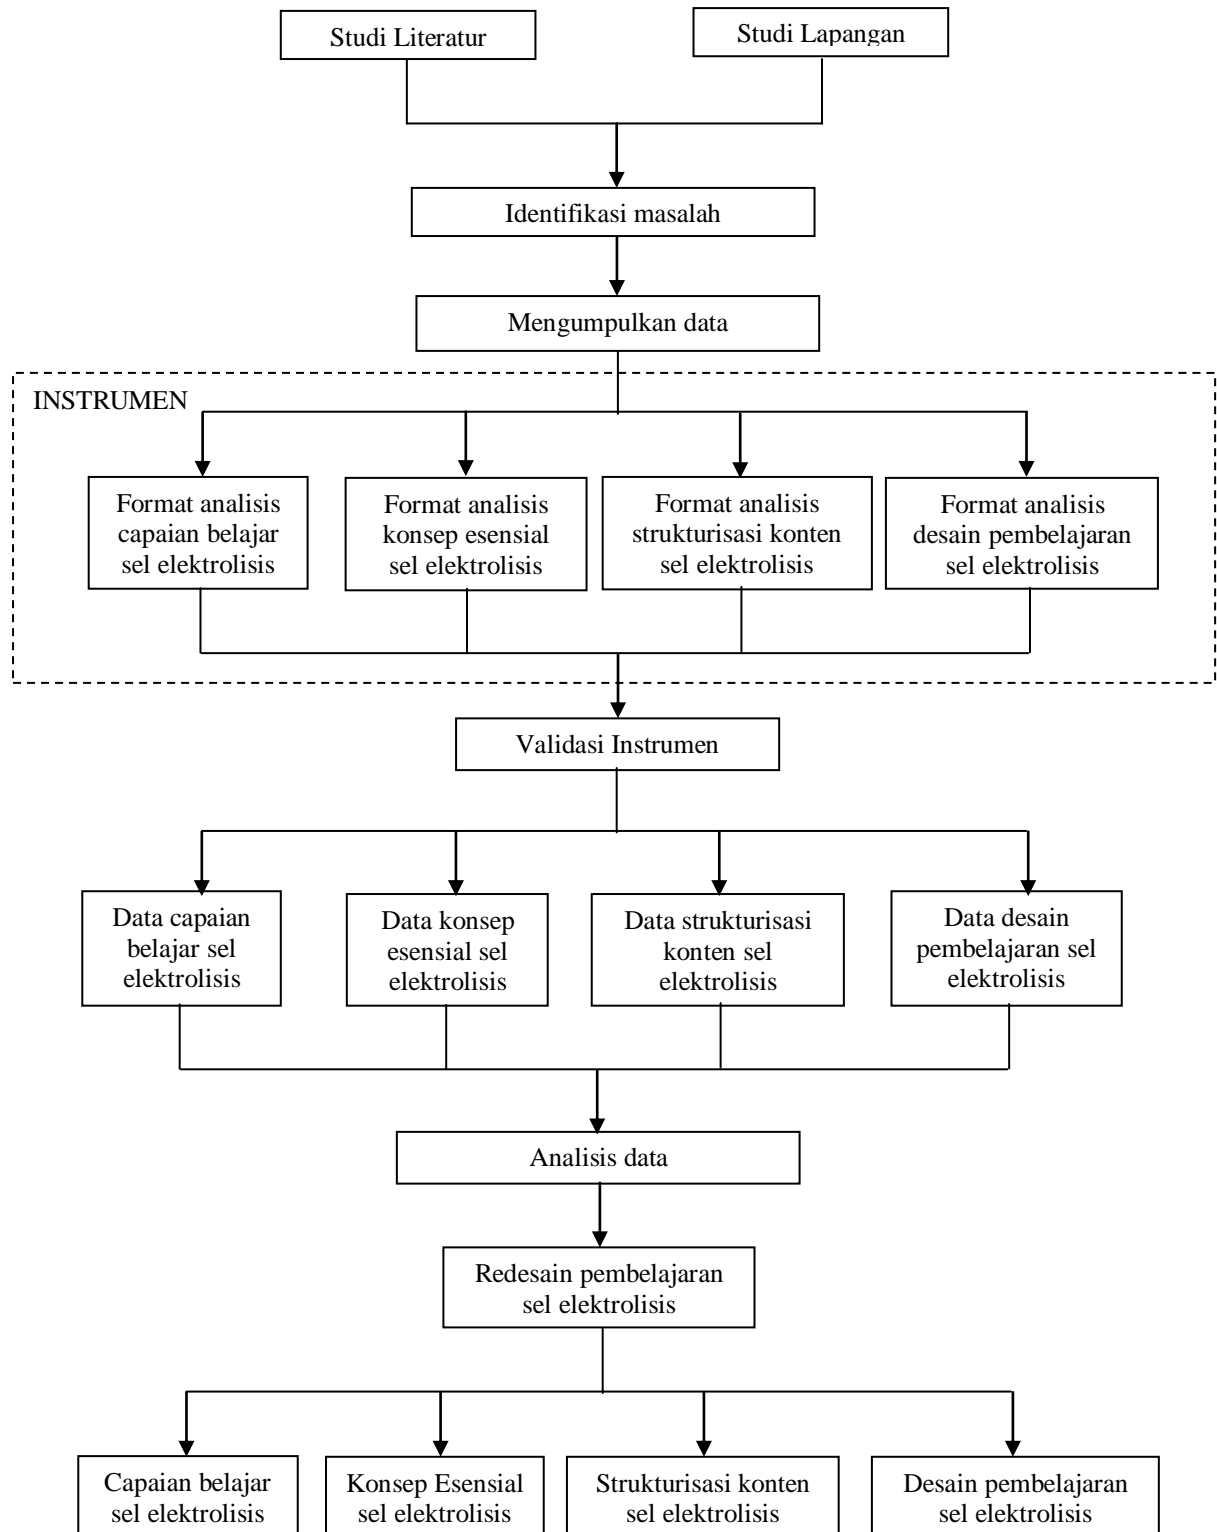 Studi Literatur
Studi Lapangan
Identifikasi masalah
Mengumpulkan data
INSTRUMEN
Format analisis
capaian belajar
sel elektrolisis
Format analisis
konsep esensial
sel elektrolisis
Format analisis
strukturisasi konten
sel elektrolisis
Format analisis
desain pembelajaran
sel elektrolisis
Validasi Instrumen
Data capaian
belajar sel
elektrolisis
Data konsep
esensial sel
elektrolisis
Data strukturisasi
konten sel
elektrolisis
Data desain
pembelajaran sel
elektrolisis
Analisis data
Redesain pembelajaran
sel elektrolisis
Capaian belajar
sel elektrolisis
Konsep Esensial
sel elektrolisis
Strukturisasi konten
sel elektrolisis
Desain pembelajaran
sel elektrolisis